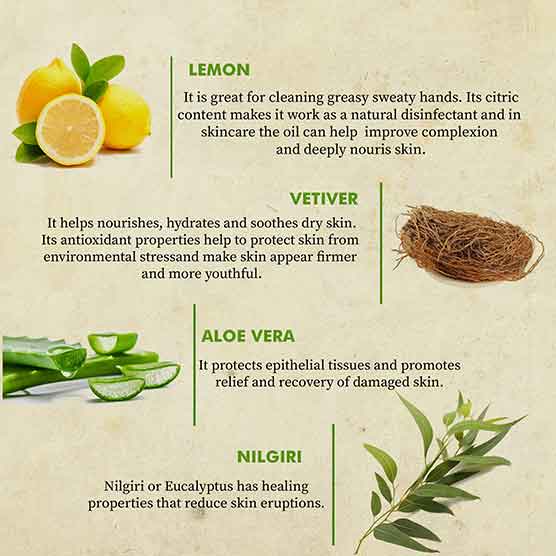 LEMON
It is great for cleaning greasy sweaty hands. Its citric
content makes it work as a natural disinfectant and in
skincare the oil can help improve complexion
and deeply nouris skin.
VETIVER
It helps nourishes, hydrates and soothes dry skin.
Its antioxidant properties help to protect skin from
environmental stressand make skin appear firmer
and more youthful.
ALOE VERA
It protects epithelial tissues and promotes
relief and recovery of damaged skin.
NILGIRI
Nilgiri or Eucalyptus has healing
properties that reduce skin eruptions.